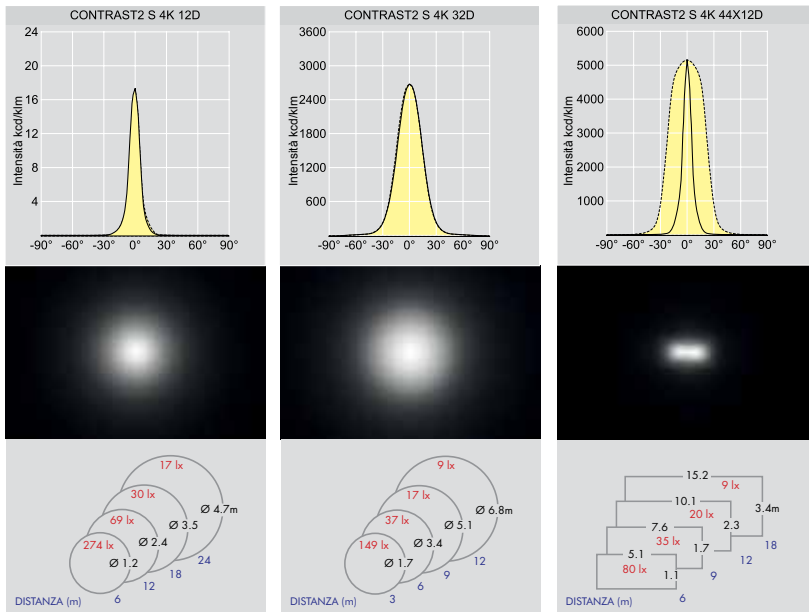 CONTRAST2 S 4K 12D
24
20
16
12
8
4
Intensità kcd/klm
-90° -60° -30° 0° 30° 60° 90°
17 lx
30 lx
69 lx
274 lx
Ø 4.7m
Ø 3.5
Ø 2.4
Ø 1.2
24
18
12
6
DISTANZA (m)
CONTRAST2 S 4K 32D
3600
3000
2400
1800
1200
600
Intensità kcd/klm
-90° -60° -30° 0° 30° 60° 90°
9 lx
17 lx
37 lx
149 lx
Ø 6.8m
Ø 5.1
Ø 3.4
Ø 1.7
12
9
6
3
DISTANZA (m)
CONTRAST2 S 4K 44X12D
6000
5000
4000
3000
2000
1000
Intensità kcd/klm
-90° -60° -30° 0° 30° 60° 90°
15.2
9 lx
3.4m
10.1
20 lx
2.3
7.6
35 lx
1.7
5.1
80 lx
1.1
18
12
9
6
DISTANZA (m)